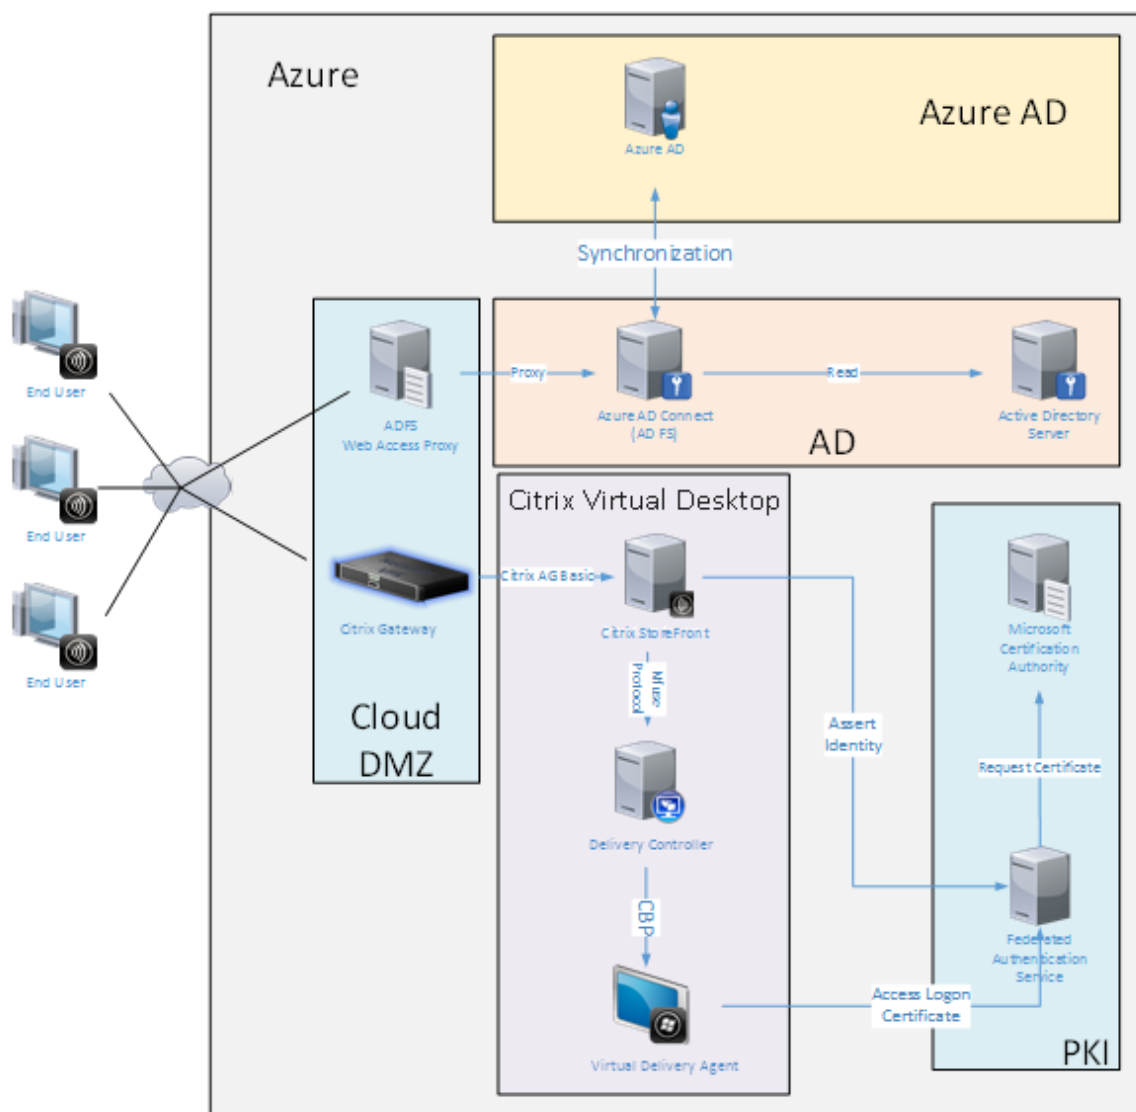 Azure
Azure AD
Azure AD
Synchronization
End User
End User
End User
ADFS
Web Access Proxy
Proxy
Azure AD Connect
(AD FS)
Read
Active Directory
Server
AD
Citrix Gateway
Cloud
DMZ
Citrix Virtual Desktop
Citrix AGBasic
Citrix StoreFront
Nfuse
Protocol
Delivery Controller
CBP
Virtual Delivery Agent
Assert
Identity
Access Logon
Certificate
Microsoft
Certification
Authority
Request Certificate
Federated
Authentication
Service
PKI